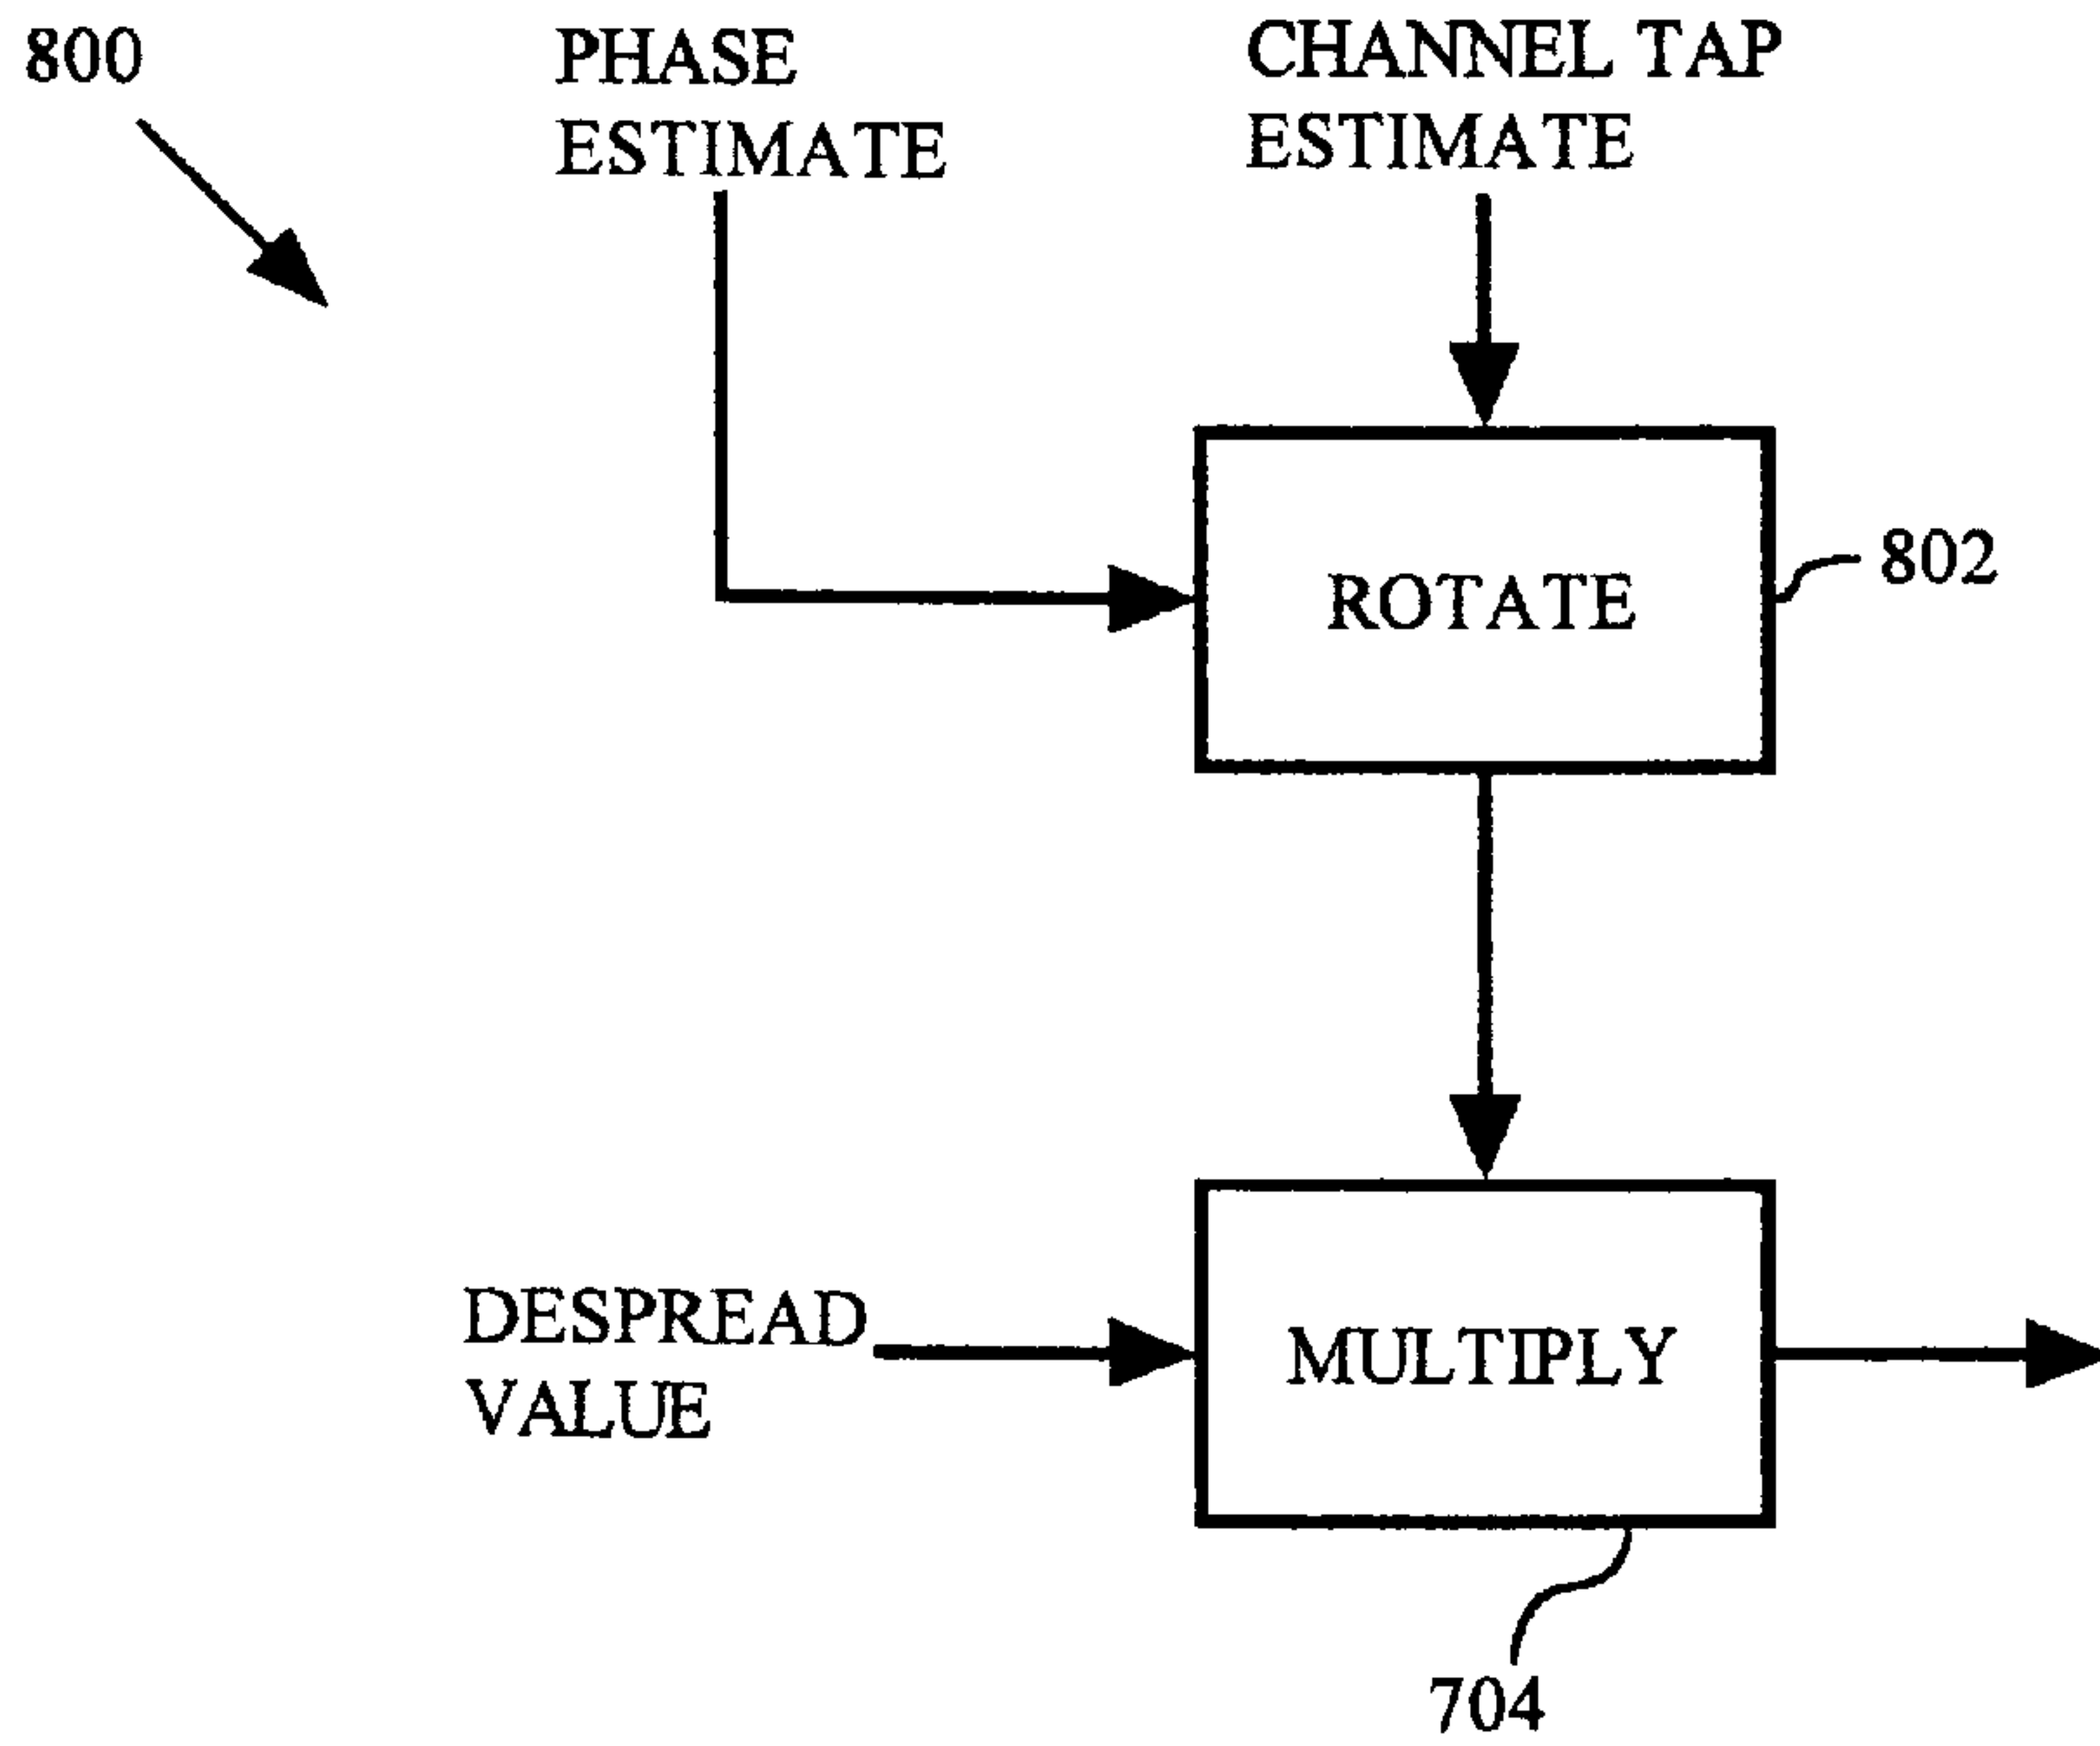 800
PHASE
ESTIMATE
CHANNEL TAP
ESTIMATE
ROTATE
802
DESPREAD
VALUE
MULTIPLY
704